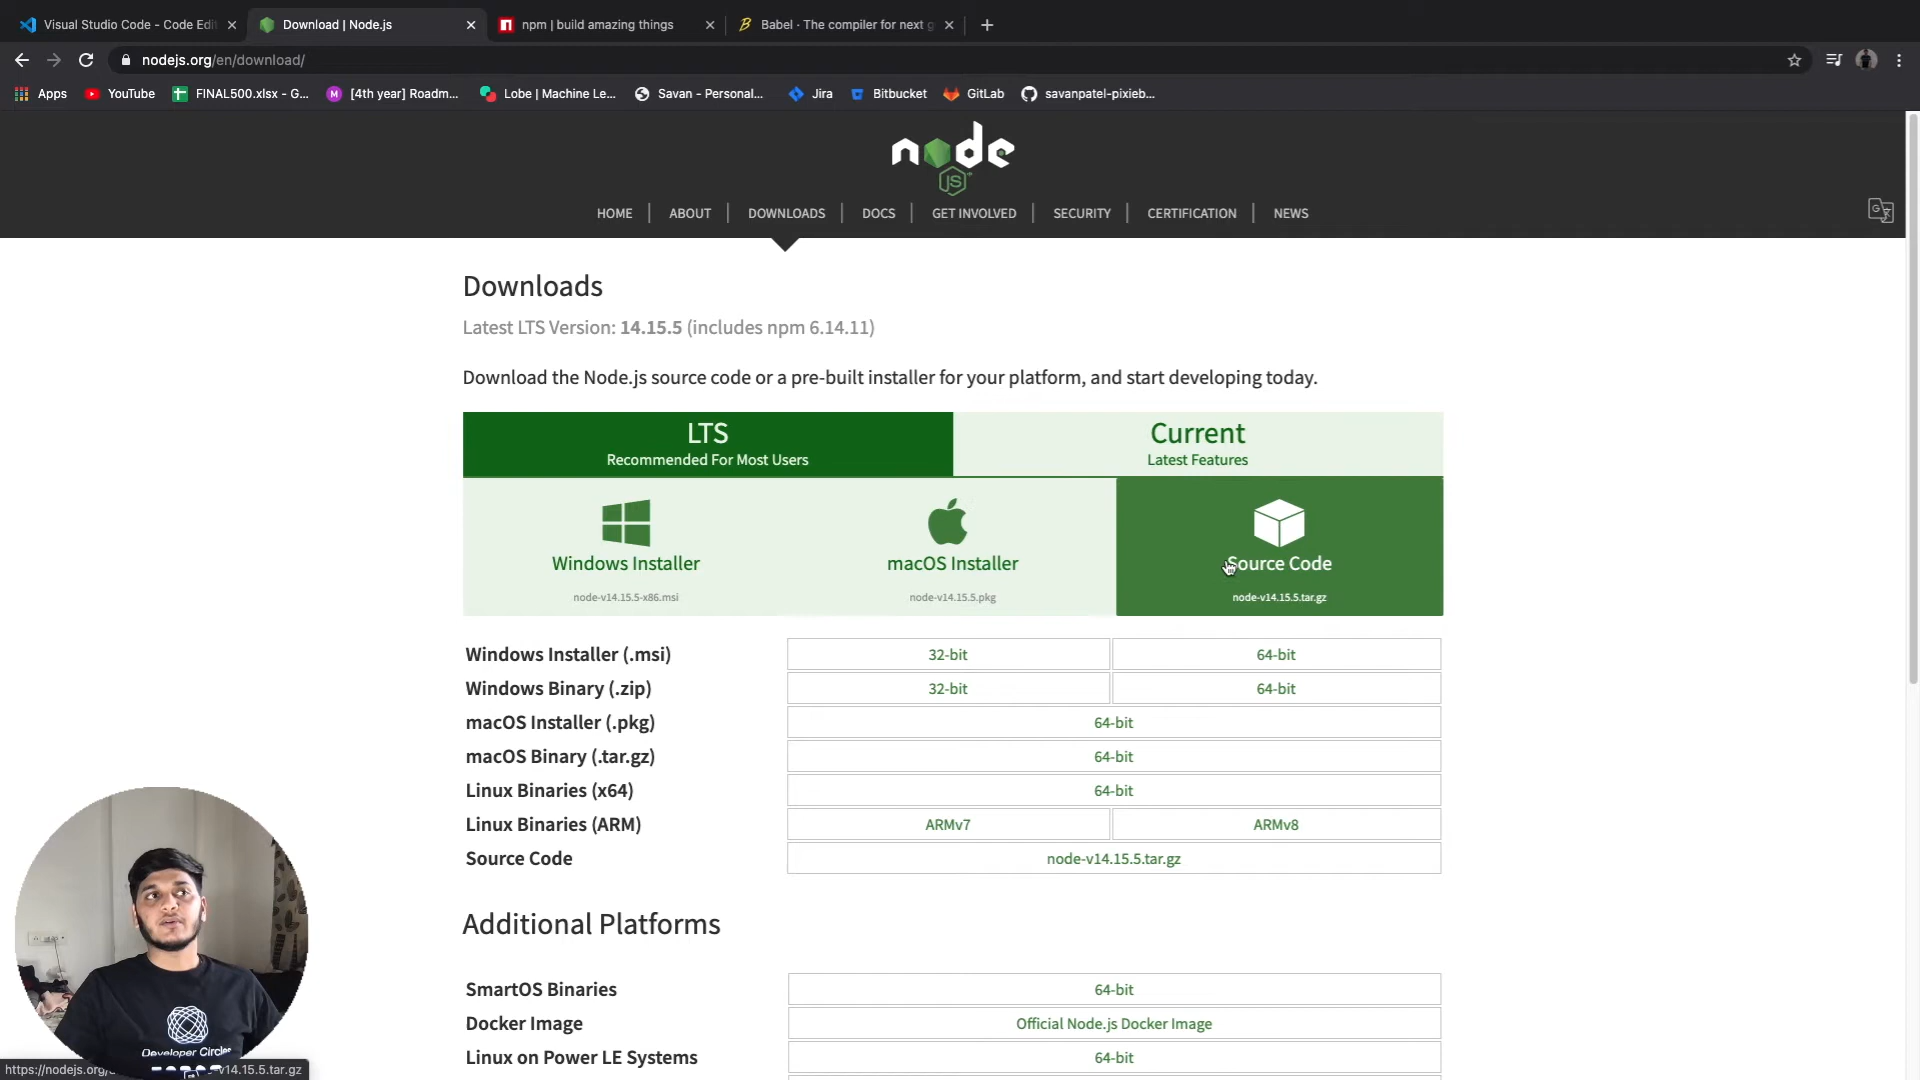 Visual Studio Code - Code Edit
Download | Node.js
npm | build amazing things
Babel · The compiler for next g
nodejs.org/en/download/
Apps
YouTube
FINAL500.xlsx - G...
[4th year] Roadm...
Lobe | Machine Le...
Savan - Personal...
Jira
Bitbucket
GitLab
savanpatel-pixieb...
node
JS
HOME
ABOUT
DOWNLOADS
DOCS
GET INVOLVED
SECURITY
CERTIFICATION
NEWS
Downloads
Latest LTS Version: 14.15.5 (includes npm 6.14.11)
Download the Node.js source code or a pre-built installer for your platform, and start developing today.
LTS
Recommended For Most Users
Current
Latest Features
Windows Installer
node-v14.15.5-x86.msi
macOS Installer
node-v14.15.5.pkg
Source Code
node-v14.15.5.tar.gz
Windows Installer (.msi) 32-bit 64-bit
Windows Binary (.zip) 32-bit 64-bit
macOS Installer (.pkg) 64-bit
macOS Binary (.tar.gz) 64-bit
Linux Binaries (x64) 64-bit
Linux Binaries (ARM) ARMv7 ARMv8
Source Code node-v14.15.5.tar.gz
Additional Platforms
SmartOS Binaries 64-bit
Docker Image Official Node.js Docker Image
Linux on Power LE Systems 64-bit
Developer Circles
https://nodejs.org/ v14.15.5.tar.gz